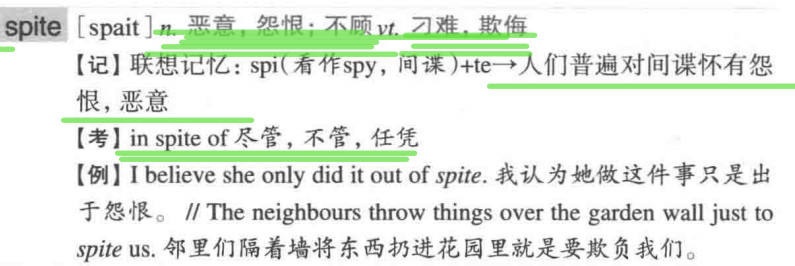 spite [spait] n. 恶意，怨恨；不顾 vt. 刁难，欺侮
【记】联想记忆：spi(看作spy，间谍)+te→人们普遍对间谍怀有怨
恨，恶意
【考】in spite of 尽管，不管，任凭
【例】I believe she only did it out of spite. 我认为她做这件事只是出
于怨恨。 // The neighbours throw things over the garden wall just to
spite us. 邻里们隔着墙将东西扔进花园里就是要欺负我们。